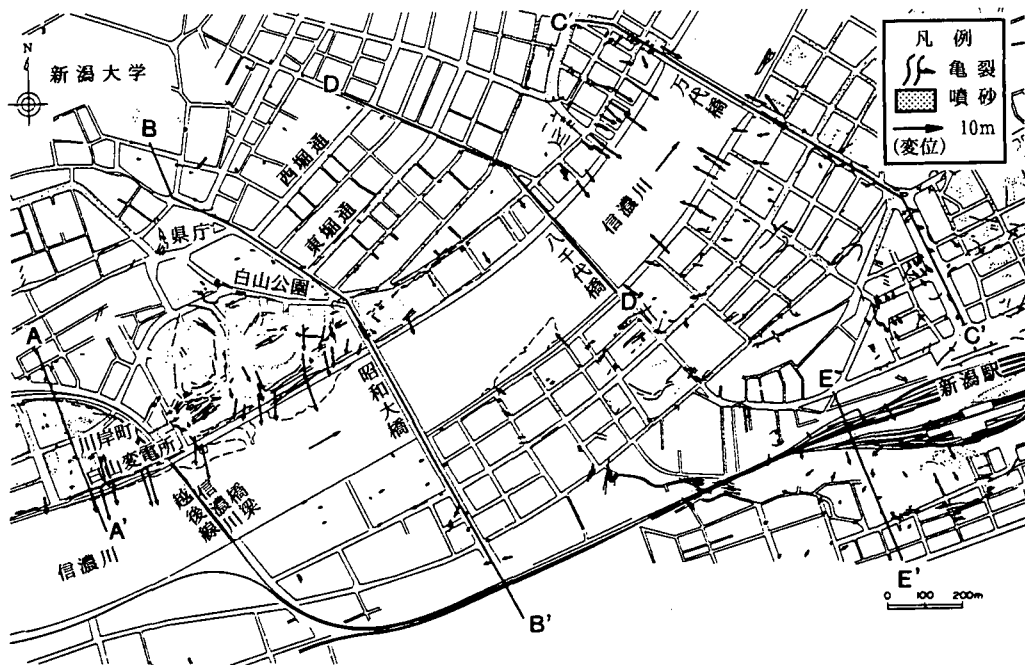 凡例
亀裂
噴砂
10m
(変位)
N
新潟大学
C
万代橋
D
B
西堀通
東堀通
信濃川
八千代橋
県庁
白山公園
A
D'
C'
E
新潟駅
昭和大橋
川岸町
白山変電所
A'
越後線
信濃川
橋梁
信濃川
B'
E'
0 100 200m